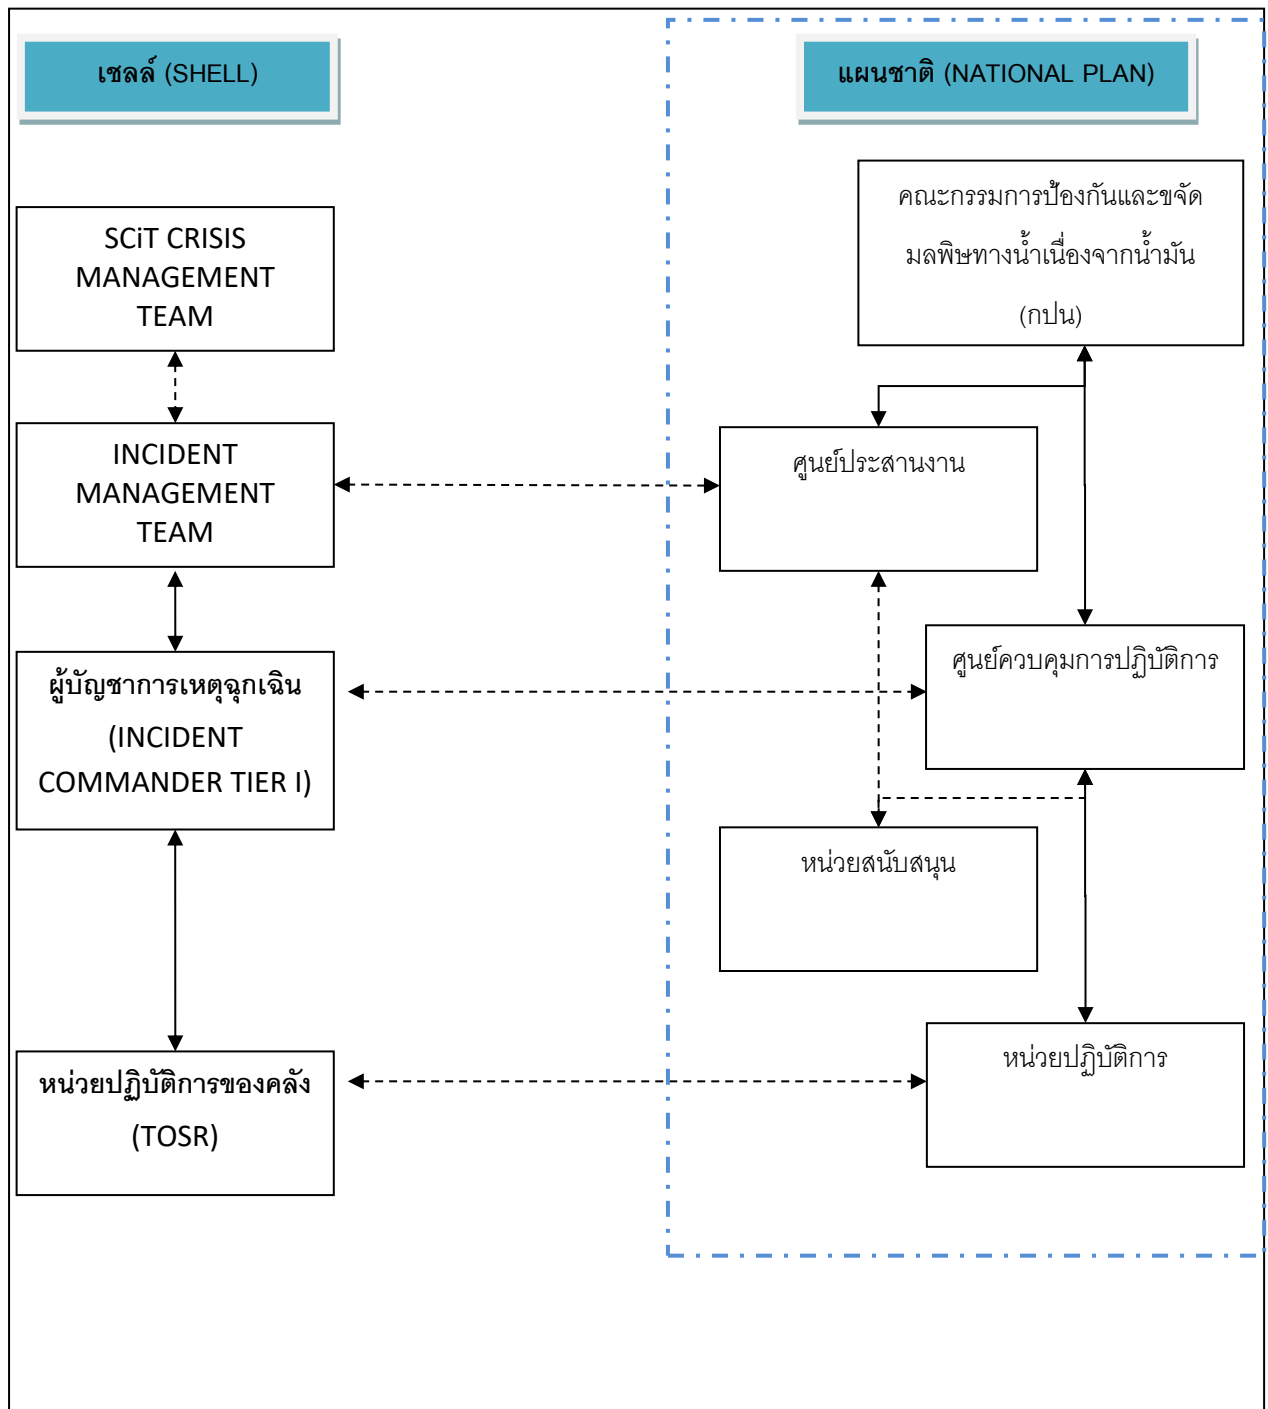 เชลล์ (SHELL)
แผนชาติ (NATIONAL PLAN)
คณะกรรมการป้องกันและขจัด
มลพิษทางน้ำเนื่องจากน้ำมัน
(กปน)
SCiT CRISIS
MANAGEMENT
TEAM
INCIDENT
MANAGEMENT
TEAM
ศูนย์ประสานงาน
ผู้บัญชาการเหตุฉุกเฉิน
(INCIDENT
COMMANDER TIER I)
ศูนย์ควบคุมการปฏิบัติการ
หน่วยสนับสนุน
หน่วยปฏิบัติการของคลัง
(TOSR)
หน่วยปฏิบัติการ